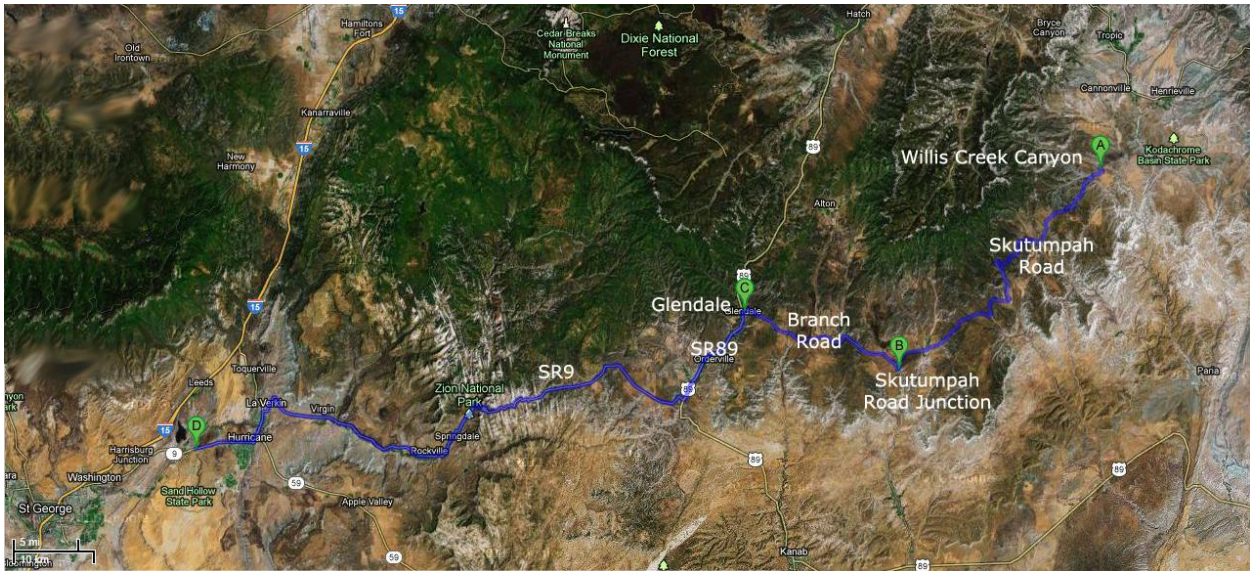 15
Hamiltons
Fort
Hatch
Bryce
Canyon
Tropic
Old
Irontown
Cedar Breaks
National
Monument
Dixie National
Forest
Cannonville
Henrieville
Kanarraville
15
89
Willis Creek Canyon
A
Kodachrome
Basin State Park
New
Harmony
Alton
Skutumpah
Road
89
C
Glendale
Glendale
15
Branch
Road
SR89
Orderville
B
Skutumpah
Road Junction
Toquerville
Leeds
SR9
Paria
Zion National
Park
89
La Verkin
Virgin
D
15
Hurricane
Springdale
Rockville
Harrisburg
Junction
9
Washington
59
Apple Valley
89
89
Sand Hollow
State Park
St George
5 mi
10 km
59
Kanab
89